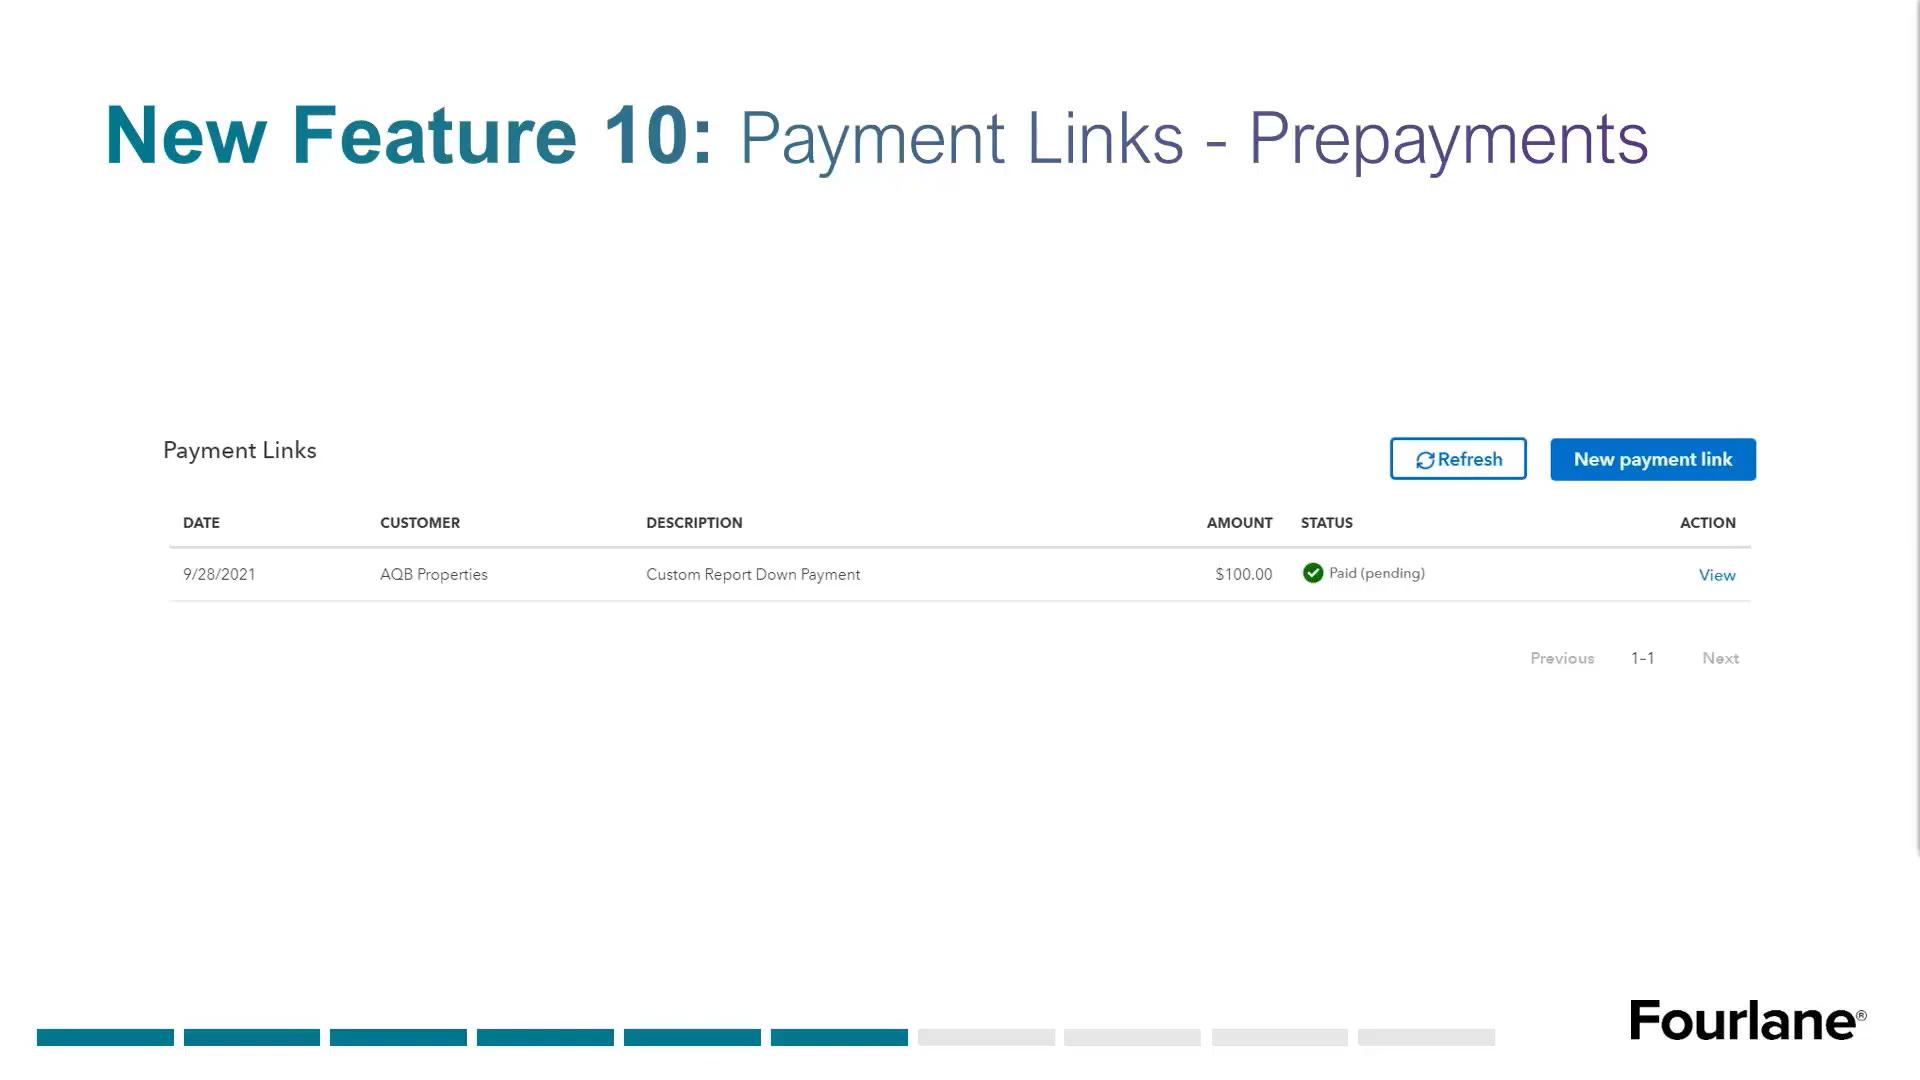 New Feature 10: Payment Links - Prepayments
Payment Links
Refresh
New payment link
DATE CUSTOMER DESCRIPTION AMOUNT STATUS ACTION
9/28/2021 AQB Properties Custom Report Down Payment $100.00 Paid (pending) View
Previous 1-1 Next
Fourlane®